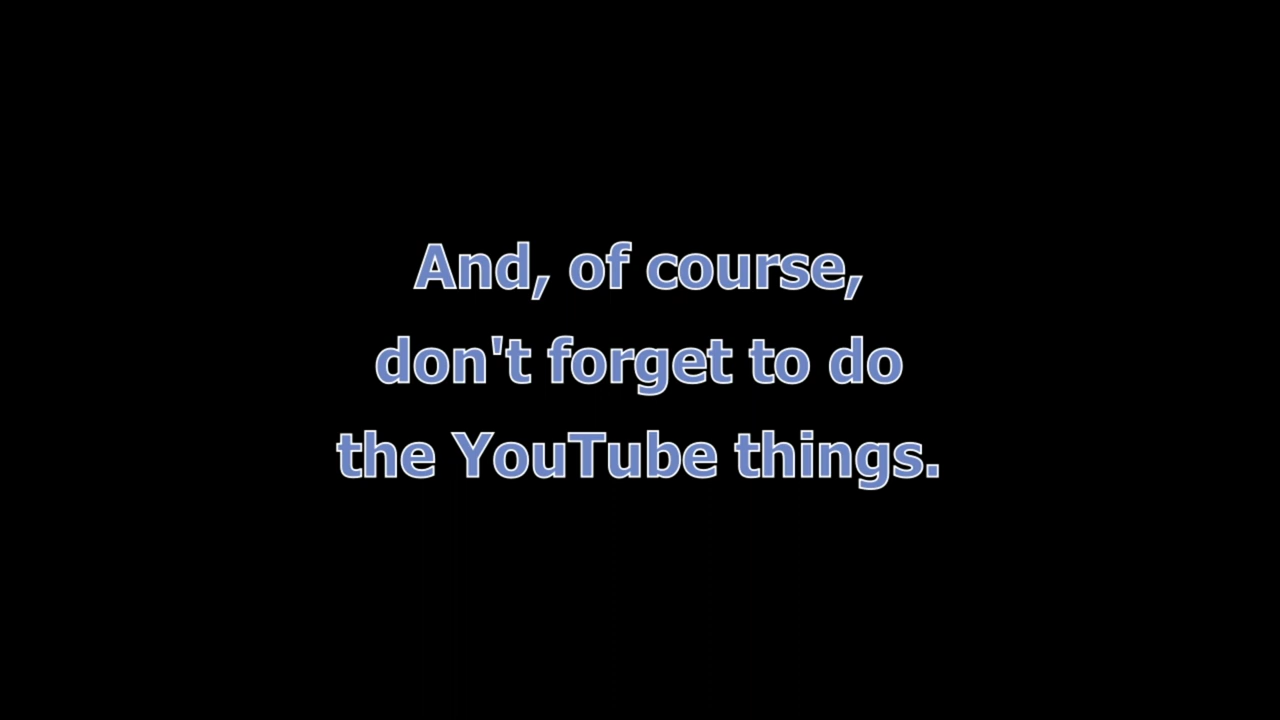 And, of course,
don't forget to do
the YouTube things.